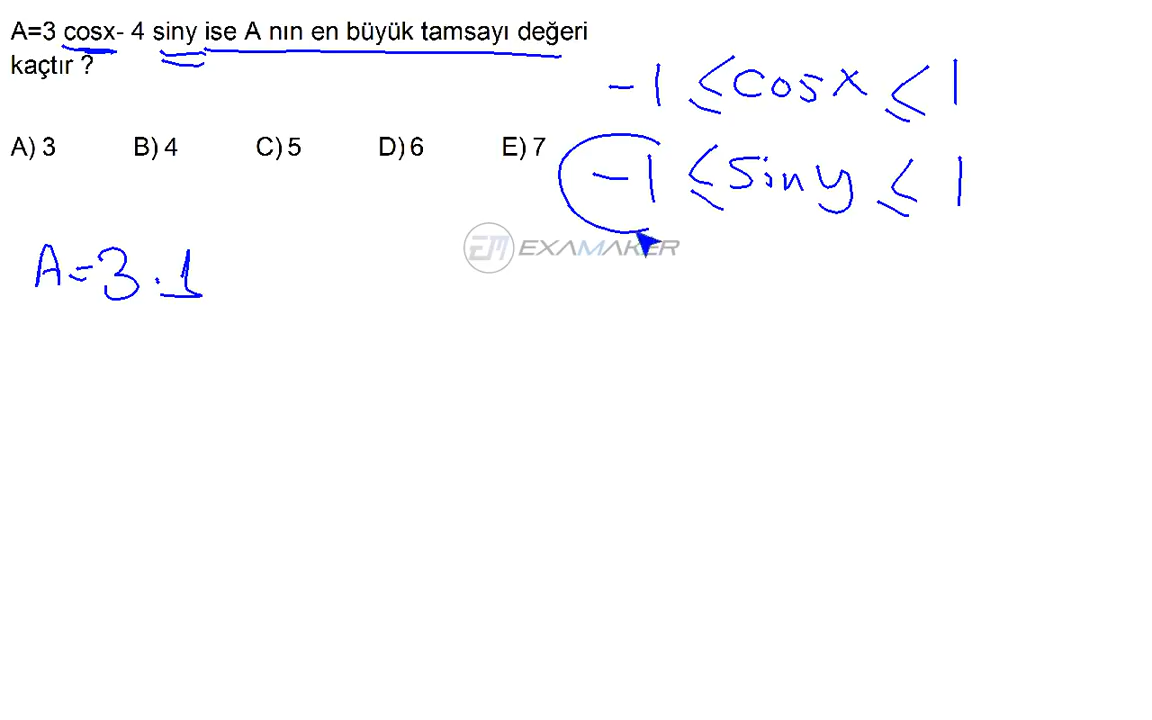 A=3 cosx- 4 siny ise A nın en büyük tamsayı değeri
kaçtır ?
-1 ≤ cosx ≤ 1
A) 3 B) 4 C) 5 D) 6 E) 7
-1 ≤ siny ≤ 1
EM EXAMAKER
A=3.1